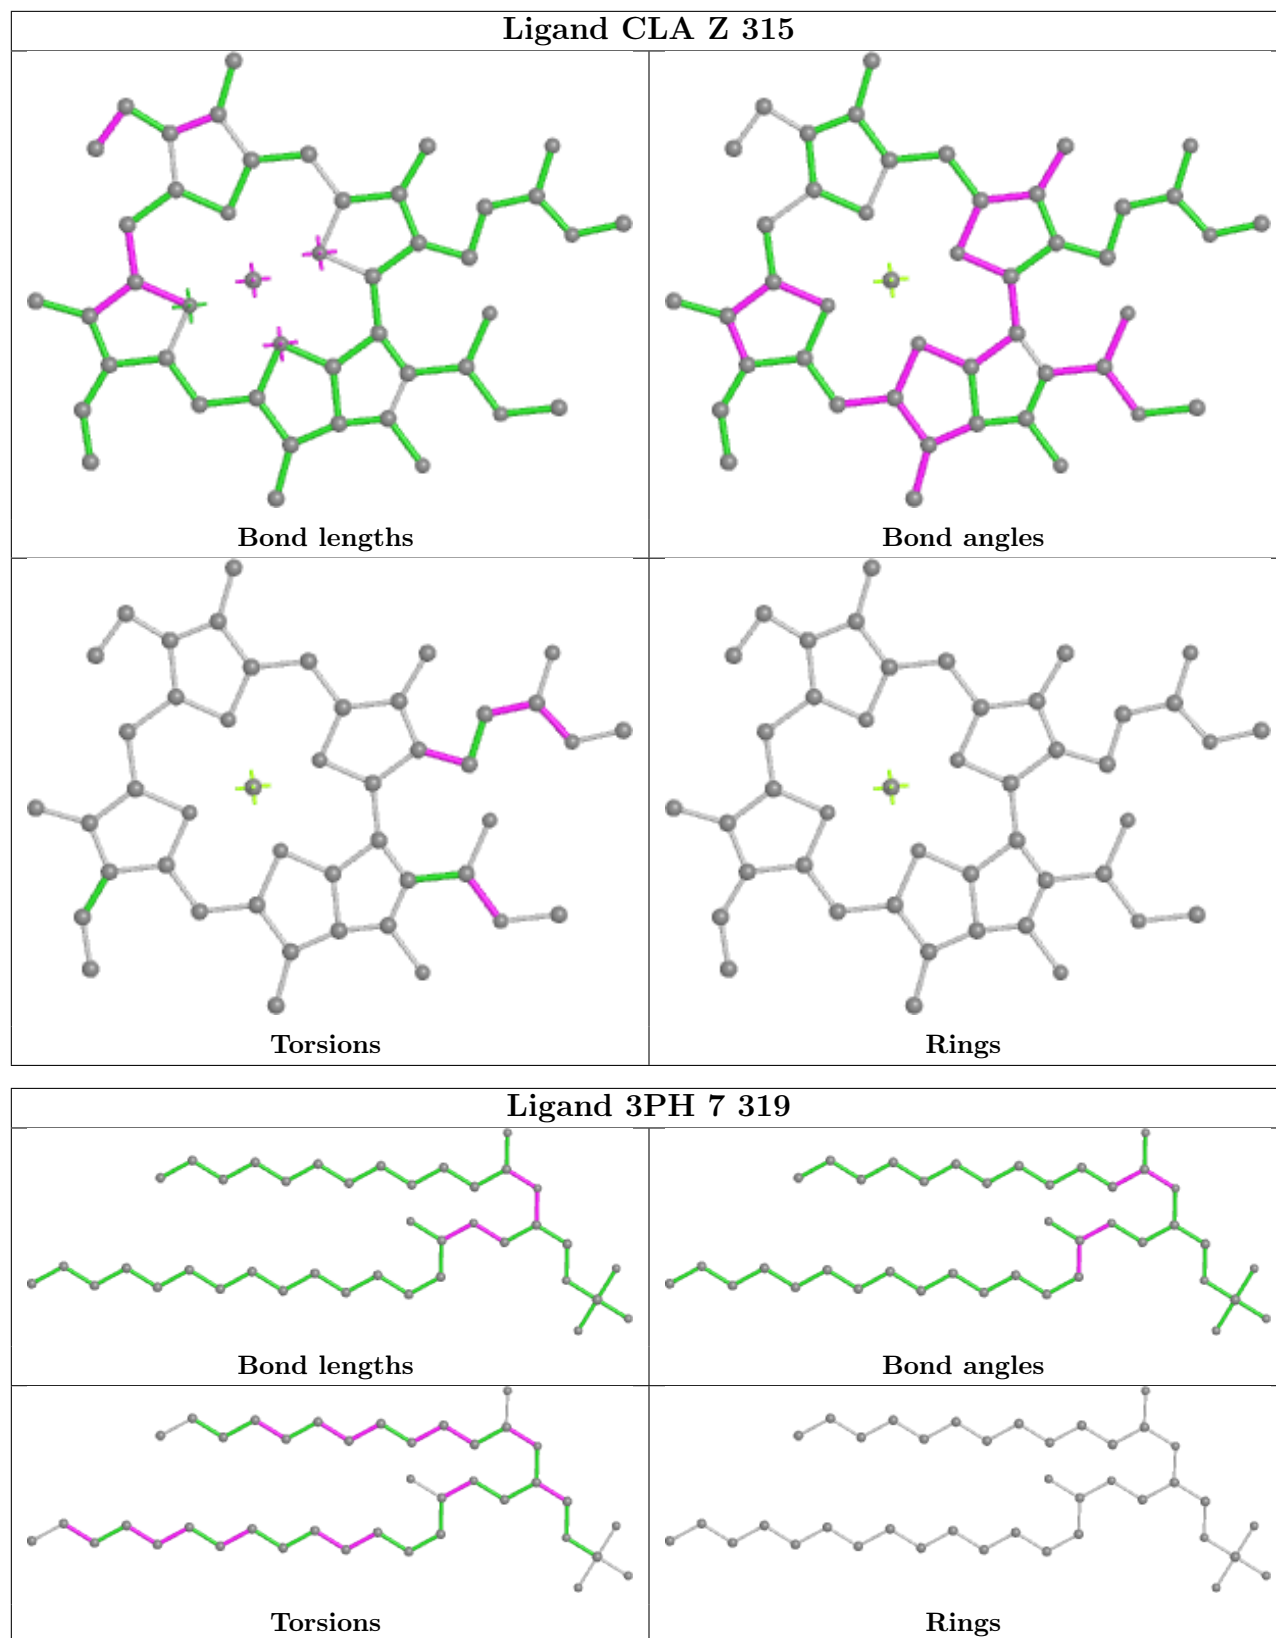 Ligand CLA Z 315
Bond lengths
Bond angles
Torsions
Rings
Ligand 3PH 7 319
Bond lengths
Bond angles
Torsions
Rings